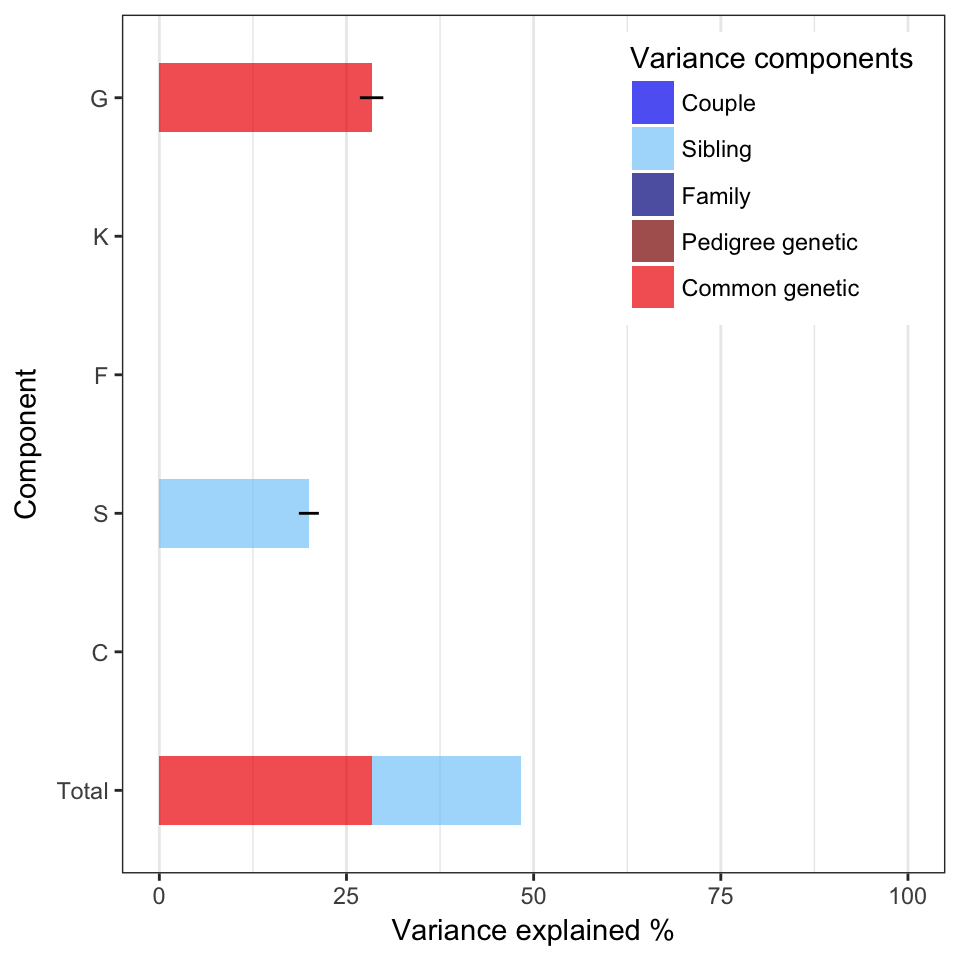 Variance components
Couple
Sibling
Family
Pedigree genetic
Common genetic
G
K
F
S
C
Total
Component
0 25 50 75 100
Variance explained %